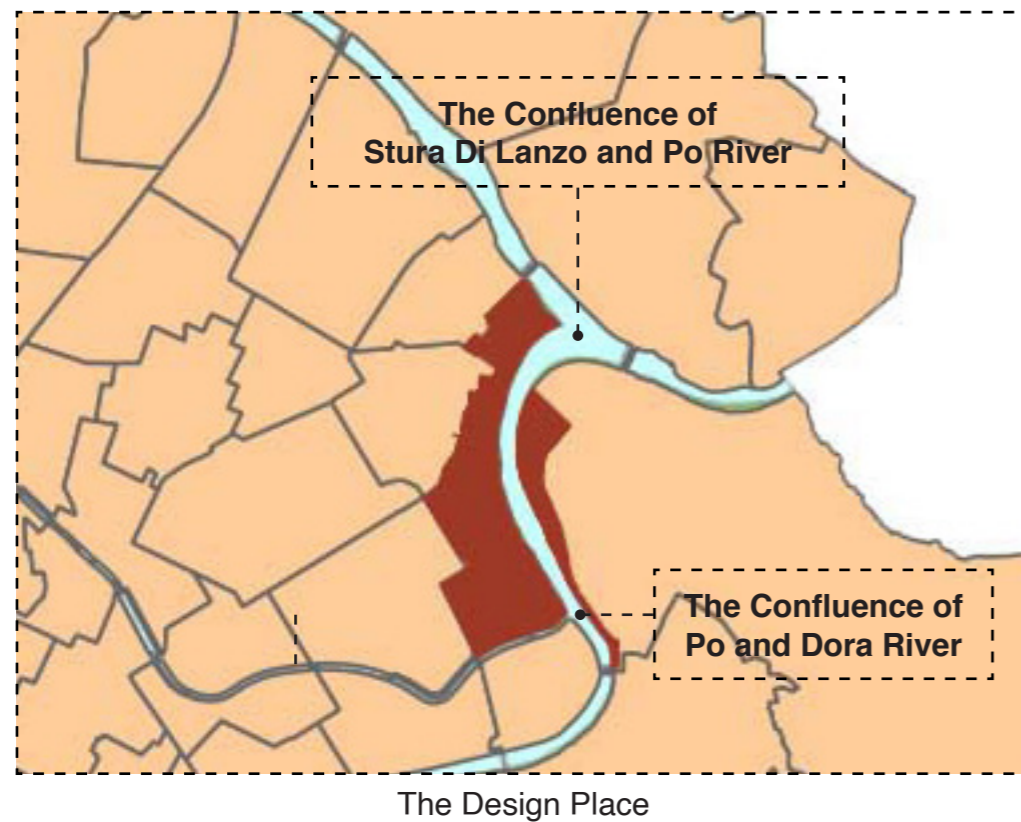 The Confluence of
Stura Di Lanzo and Po River
The Confluence of
Po and Dora River
The Design Place